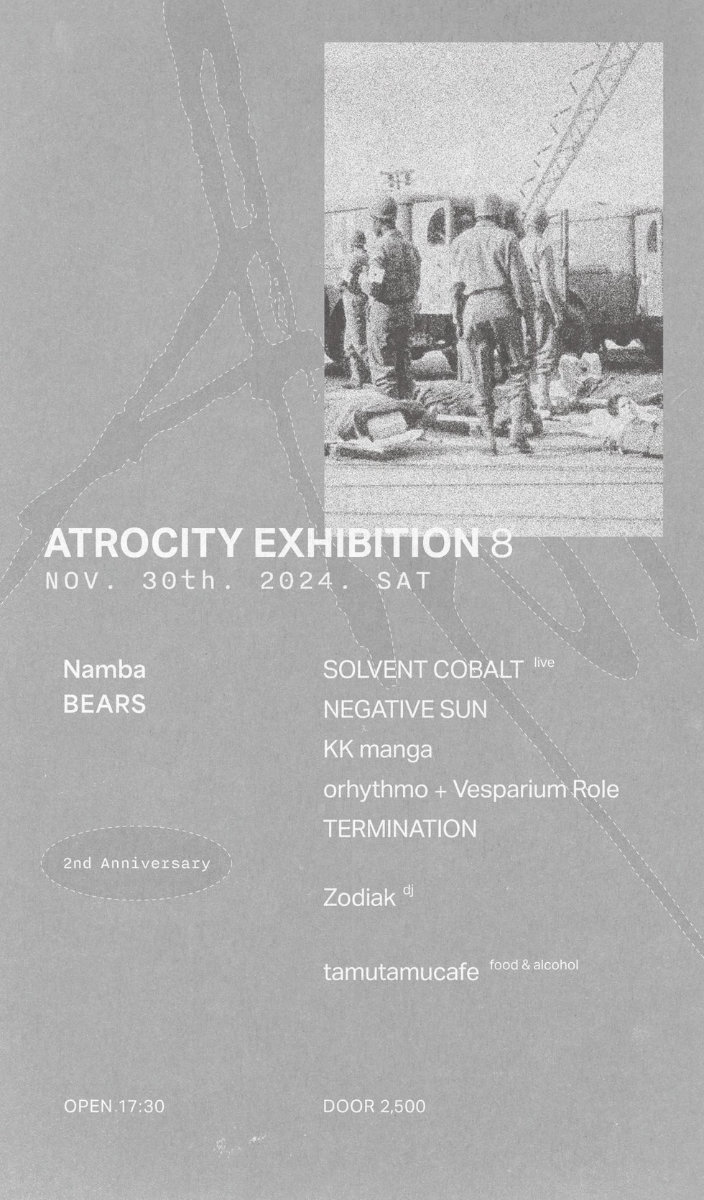 ATROCITY EXHIBITION 8
NOV. 30th. 2024. SAT
Namba
BEARS
2nd Anniversary
SOLVENT COBALT live
NEGATIVE SUN
KK manga
orhythmo + Vesparium Role
TERMINATION
Zodiak dj
tamutamucafe food & alcohol
OPEN 17:30
DOOR 2,500